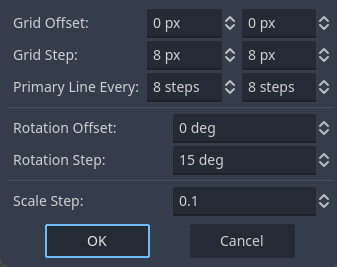 Grid Offset: 0 px 0 px
Grid Step: 8 px 8 px
Primary Line Every: 8 steps 8 steps
Rotation Offset: 0 deg
Rotation Step: 15 deg
Scale Step: 0.1
OK Cancel